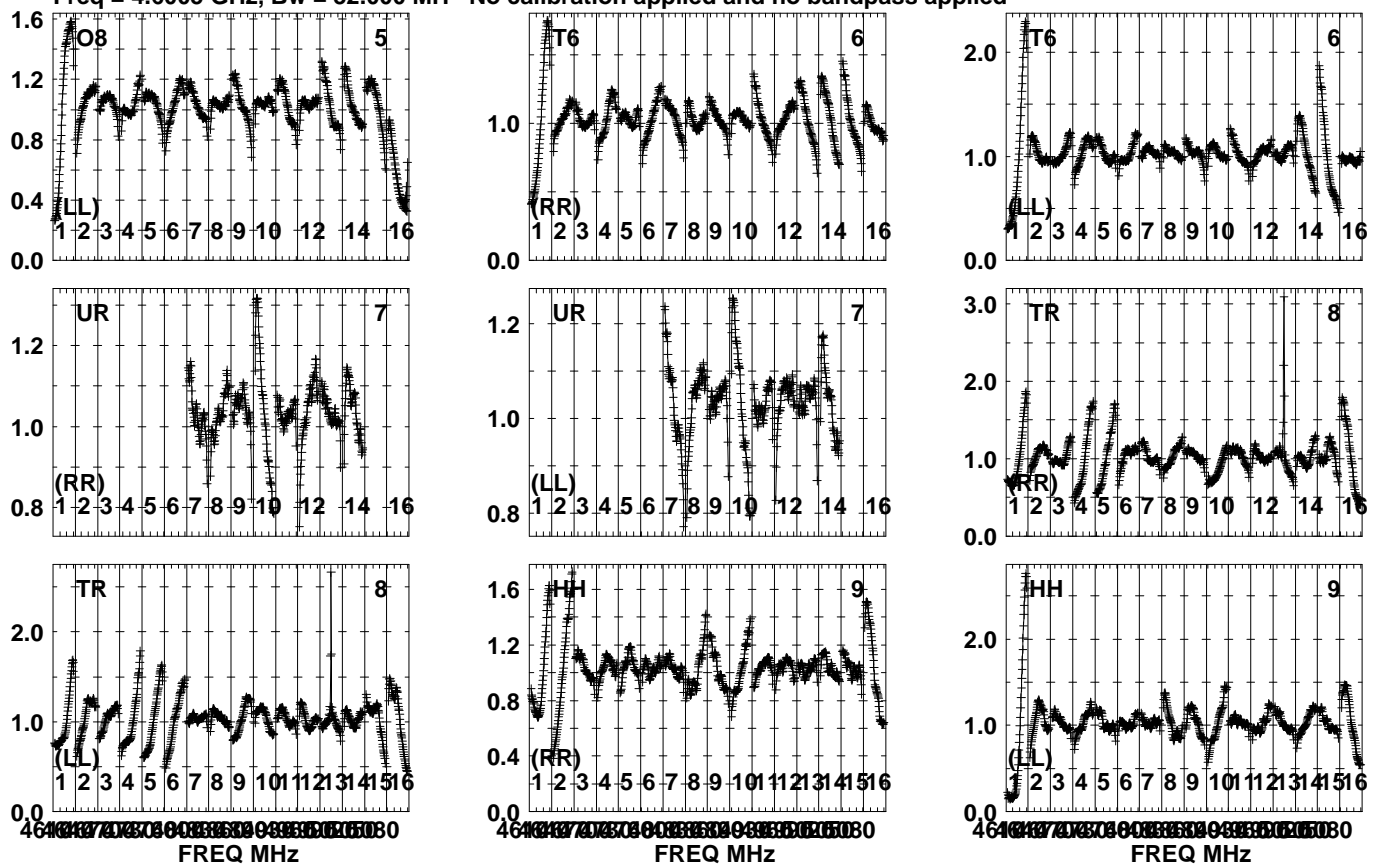 Freq = 4.6005 GHz, Bw = 32.000 MH No calibration applied and no bandpass applied
1.6 O8 5
1.2
0.8
0.4 (LL)
1 2 3 4 5 6 7 8 9 10 12 14 16
0.0
T6 6
1.0
(RR)
1 2 3 4 5 6 7 8 9 10 12 14 16
0.0
T6 6
2.0
1.0
(LL)
1 2 3 4 5 6 7 8 9 10 12 14 16
0.0
UR 7
1.2
1.0
(RR)
0.8 1 2 3 4 5 6 7 8 9 10 12 14 16
UR 7
1.2
1.0
(LL)
0.8 1 2 3 4 5 6 7 8 9 10 12 14 16
3.0 TR 8
2.0
1.0
(RR)
1 2 3 4 5 6 7 8 9 10 12 14 16
0.0
TR 8
2.0
1.0
(LL)
1 2 3 4 5 6 7 8 9 10 11 12 13 14 15 16
0.0
FREQ MHz
1.6 HH 9
1.2
0.8
0.4 (RR)
1 2 3 4 5 6 7 8 9 10 11 12 13 14 15 16
0.0
FREQ MHz
HH 9
2.0
1.0
(LL)
1 2 3 4 5 6 7 8 9 10 11 12 13 14 15 16
0.0
FREQ MHz